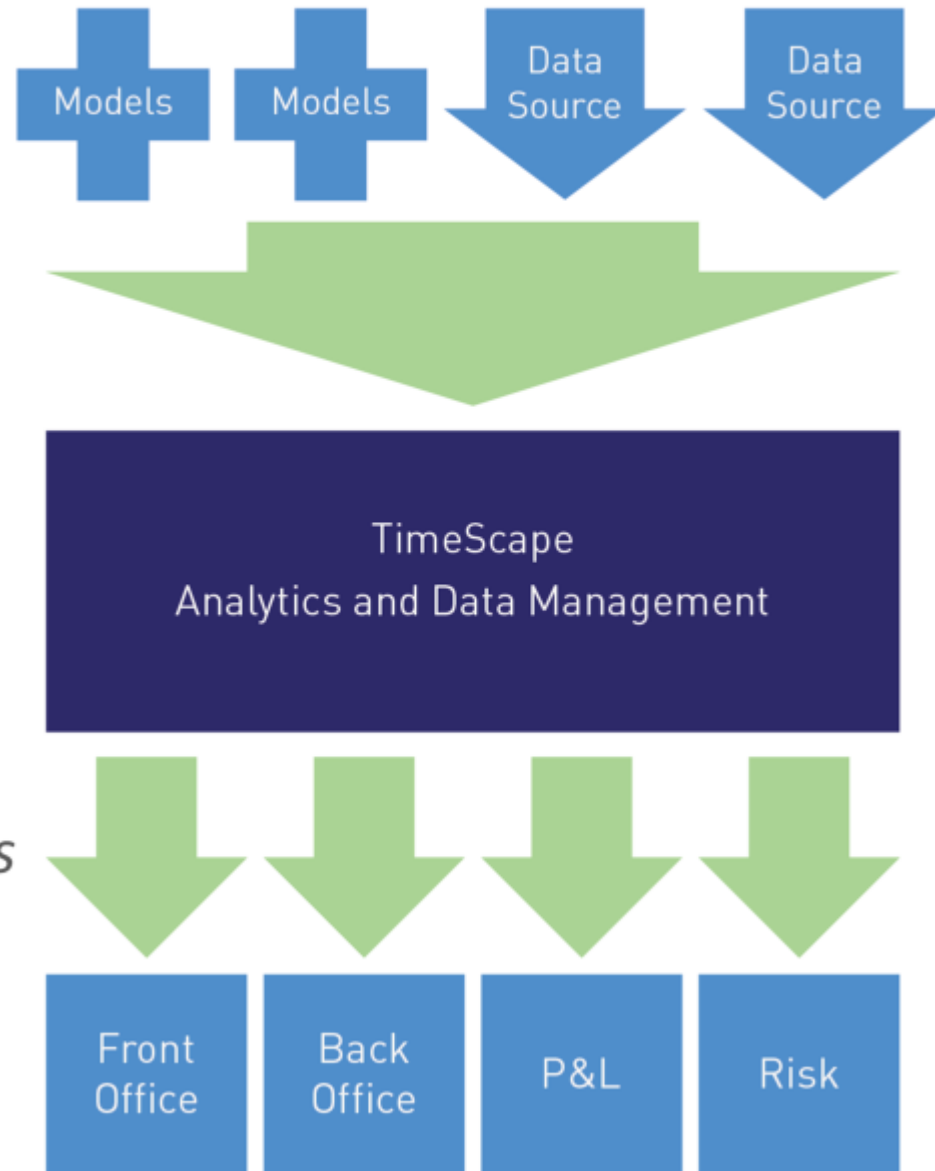 Models
Models
Data
Source
Data
Source
TimeScape
Analytics and Data Management
s
Front
Office
Back
Office
P&L
Risk